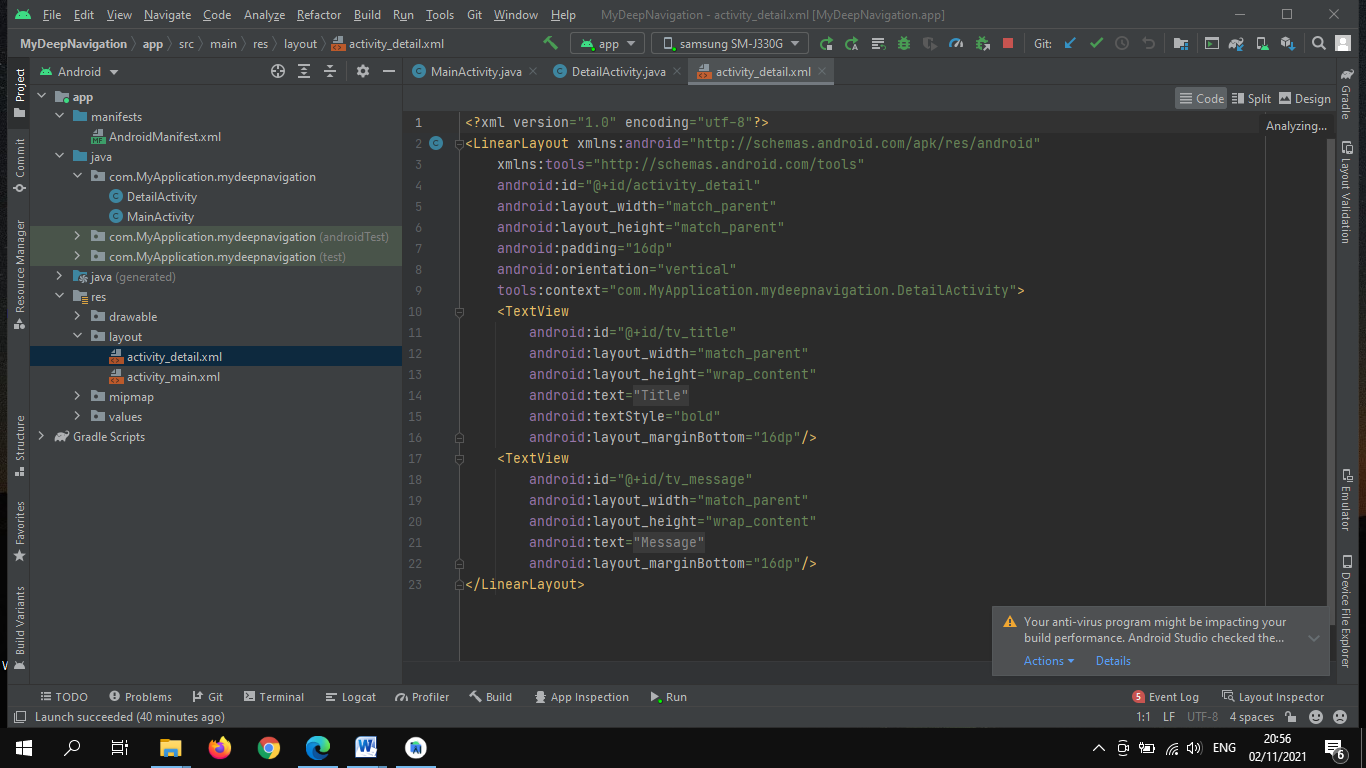 File Edit View Navigate Code Analyze Refactor Build Run Tools Git Window Help MyDeepNavigation - activity_detail.xml [MyDeepNavigation.app]
MyDeepNavigation app src main res layout activity_detail.xml app samsung SM-J330G Git:
Project Android MainActivity.java DetailActivity.java activity_detail.xml Gradle
Code Split Design
app
manifests
AndroidManifest.xml
java
com.MyApplication.mydeepnavigation
DetailActivity
MainActivity
com.MyApplication.mydeepnavigation (androidTest)
com.MyApplication.mydeepnavigation (test)
java (generated)
res
drawable
layout
activity_detail.xml
activity_main.xml
mipmap
values
Gradle Scripts
Commit
Resource Manager
Structure
Favorites
Build Variants
Analyzing...
1 <?xml version="1.0" encoding="utf-8"?>
2 <LinearLayout xmlns:android="http://schemas.android.com/apk/res/android"
3 xmlns:tools="http://schemas.android.com/tools"
4 android:id="@+id/activity_detail"
5 android:layout_width="match_parent"
6 android:layout_height="match_parent"
7 android:padding="16dp"
8 android:orientation="vertical"
9 tools:context="com.MyApplication.mydeepnavigation.DetailActivity">
10 <TextView
11 android:id="@+id/tv_title"
12 android:layout_width="match_parent"
13 android:layout_height="wrap_content"
14 android:text="Title"
15 android:textStyle="bold"
16 android:layout_marginBottom="16dp"/>
17 <TextView
18 android:id="@+id/tv_message"
19 android:layout_width="match_parent"
20 android:layout_height="wrap_content"
21 android:text="Message"
22 android:layout_marginBottom="16dp"/>
23 </LinearLayout>
Layout Validation
Emulator
Device File Explorer
Your anti-virus program might be impacting your
build performance. Android Studio checked the...
Actions Details
TODO Problems Git Terminal Logcat Profiler Build App Inspection Run 5 Event Log Layout Inspector
Launch succeeded (40 minutes ago) 1:1 LF UTF-8 4 spaces
ENG 20:56
02/11/2021 6